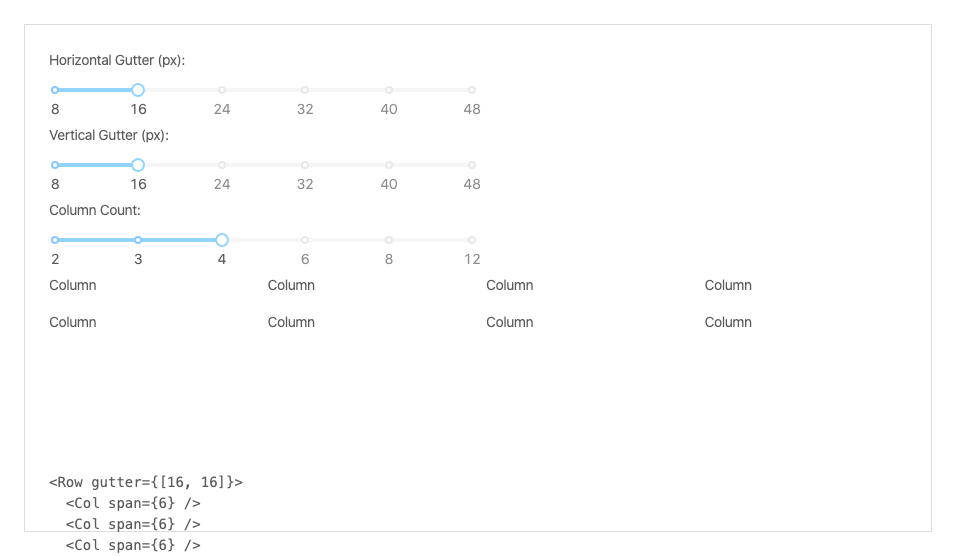 Horizontal Gutter (px):
8 16 24 32 40 48
Vertical Gutter (px):
8 16 24 32 40 48
Column Count:
2 3 4 6 8 12
Column Column Column Column
Column Column Column Column
<Row gutter={[16, 16]}>
  <Col span={6} />
  <Col span={6} />
  <Col span={6} />